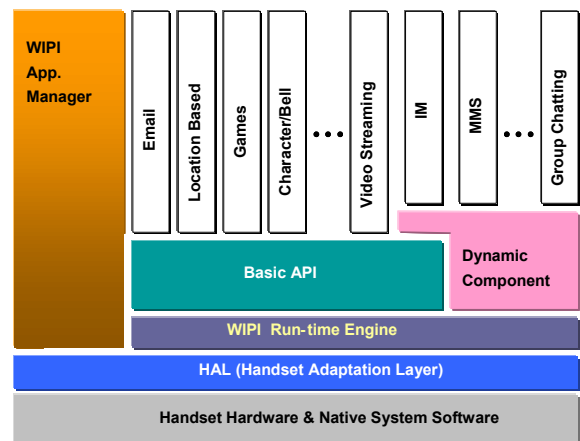 WIPI
App.
Manager
Email
Location Based
Games
Character/Bell
...
Video Streaming
IM
MMS
...
Group Chatting
Basic API
Dynamic
Component
WIPI Run-time Engine
HAL (Handset Adaptation Layer)
Handset Hardware & Native System Software